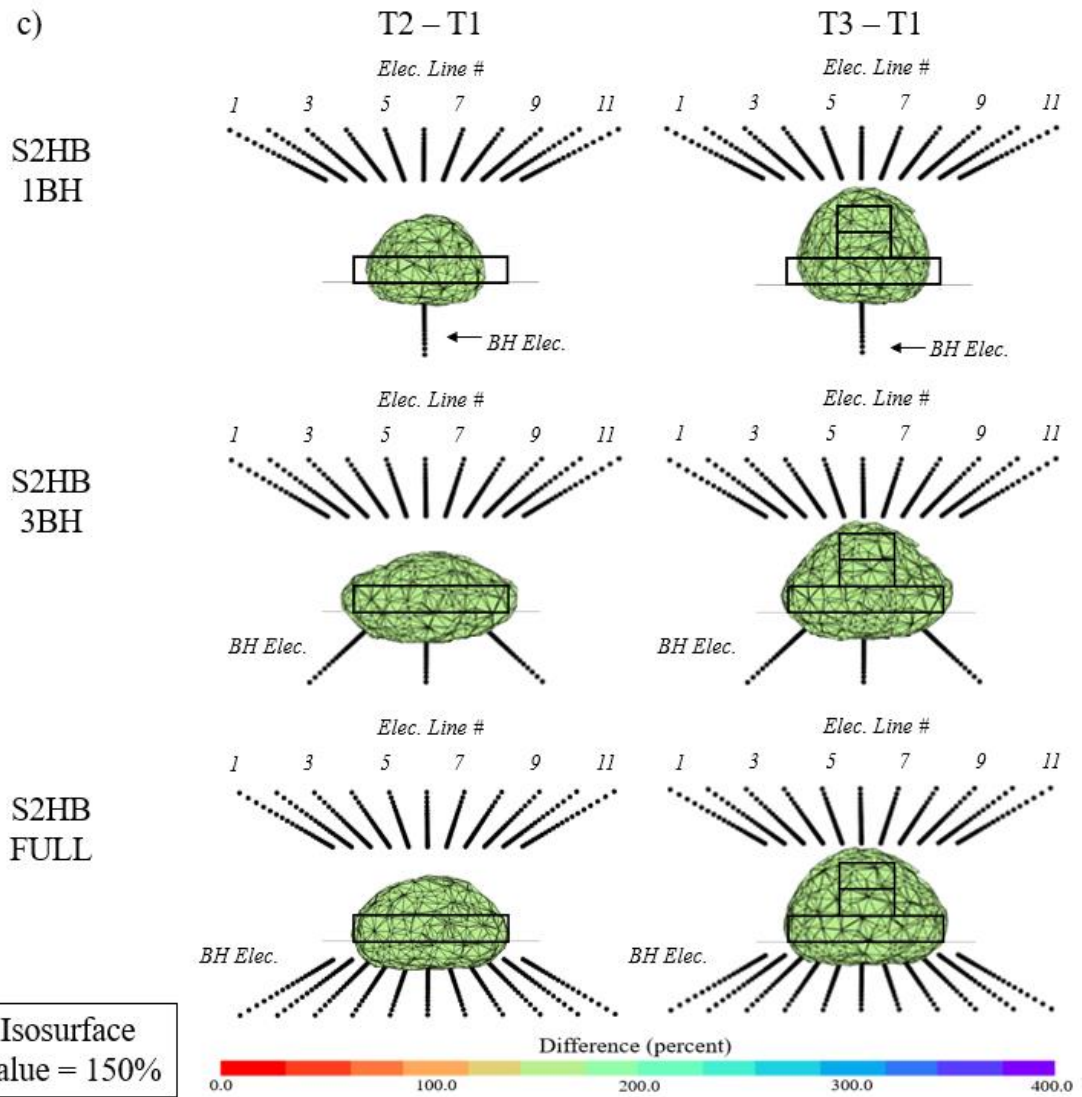 c)
T2 – T1
T3 – T1
Elec. Line #
Elec. Line #
1 3 5 7 9 11
1 3 5 7 9 11
S2HB
1BH
BH Elec.
BH Elec.
Elec. Line #
Elec. Line #
1 3 5 7 9 11
1 3 5 7 9 11
S2HB
3BH
BH Elec.
BH Elec.
Elec. Line #
Elec. Line #
1 3 5 7 9 11
1 3 5 7 9 11
S2HB
FULL
BH Elec.
BH Elec.
Isosurface
alue = 150%
Difference (percent)
0.0 100.0 200.0 300.0 400.0